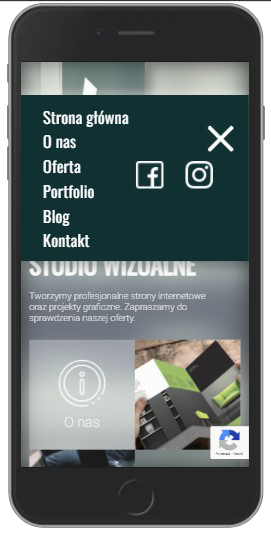 Strona główna
O nas
Oferta
Portfolio
Blog
Kontakt
STUDIO WIZUALNE
Tworzymy profesjonalne strony internetowe
oraz projekty graficzne. Zapraszamy do
sprawdzenia naszej oferty.
O nas